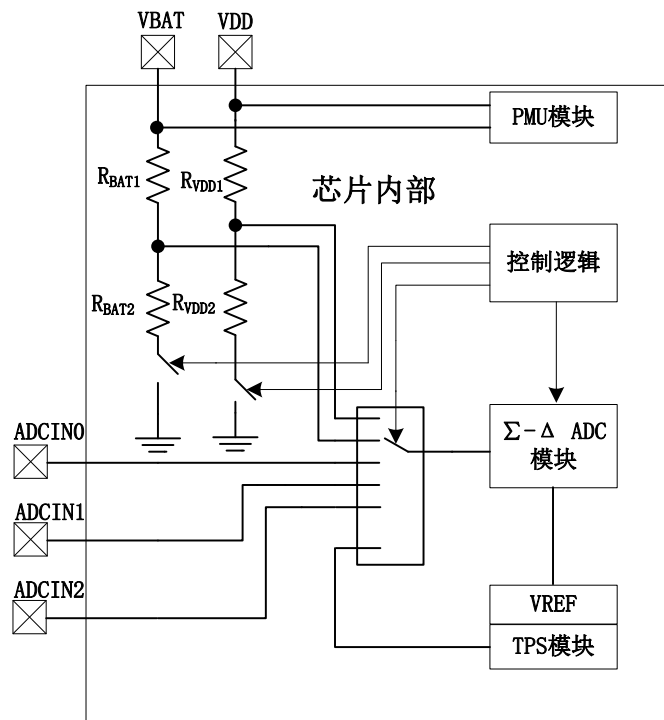 VBAT
VDD
PMU模块
RBAT1
RVDD1
芯片内部
控制逻辑
RBAT2
RVDD2
ADCIN0
Σ-Δ ADC
模块
ADCIN1
ADCIN2
VREF
TPS模块